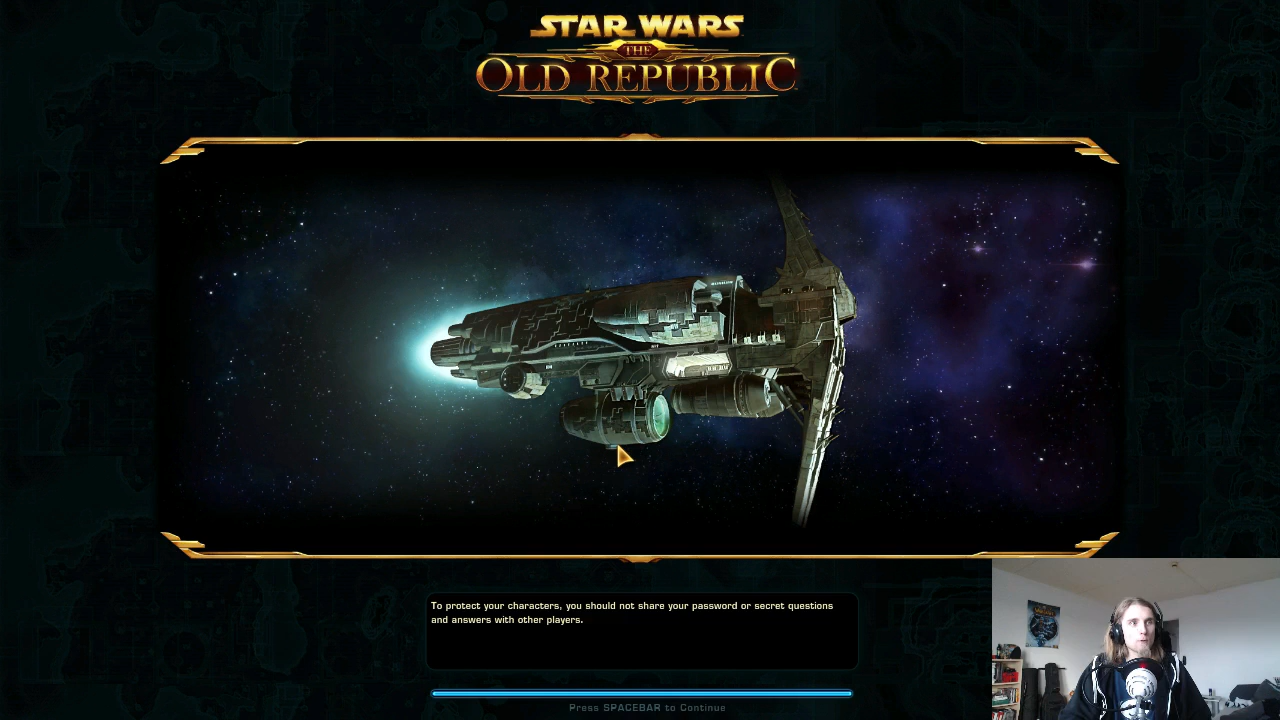 STAR WARS
THE
OLD REPUBLIC
To protect your characters, you should not share your password or secret questions
and answers with other players.
Press SPACEBAR to Continue